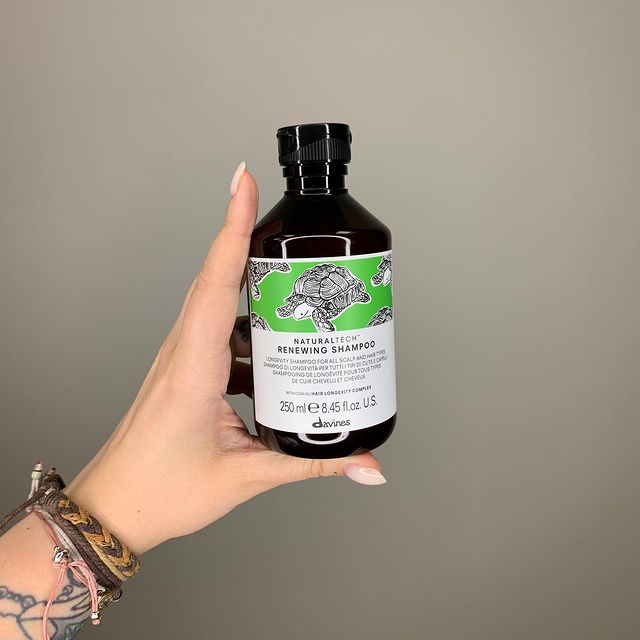 NATURALTECH™
RENEWING SHAMPOO
LONGEVITY SHAMPOO FOR ALL SCALP AND HAIR TYPES
SHAMPOO DI LONGEVITÀ PER TUTTI I TIPI DI CUTE E CAPELLI
SHAMPOOING DE LONGÉVITÉ POUR TOUS TYPES
DE CUIR CHEVELU ET CHEVEUX
HAIR LONGEVITY COMPLEX
250 ml ℮ 8.45 fl.oz. U.S.
davines